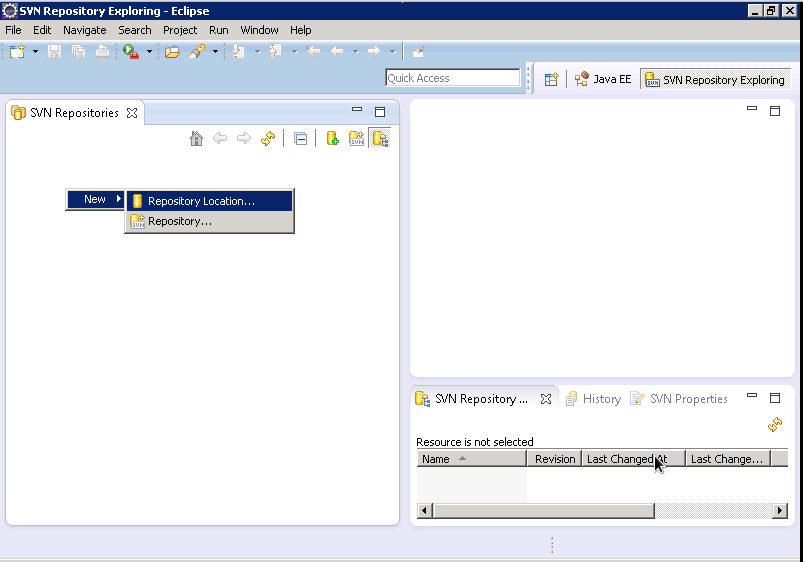 SVN Repository Exploring - Eclipse
File Edit Navigate Search Project Run Window Help
Quick Access Java EE SVN Repository Exploring
SVN Repositories
New
Repository Location...
Repository...
SVN Repository ... History SVN Properties
Resource is not selected
Name Revision Last Changed At Last Change...